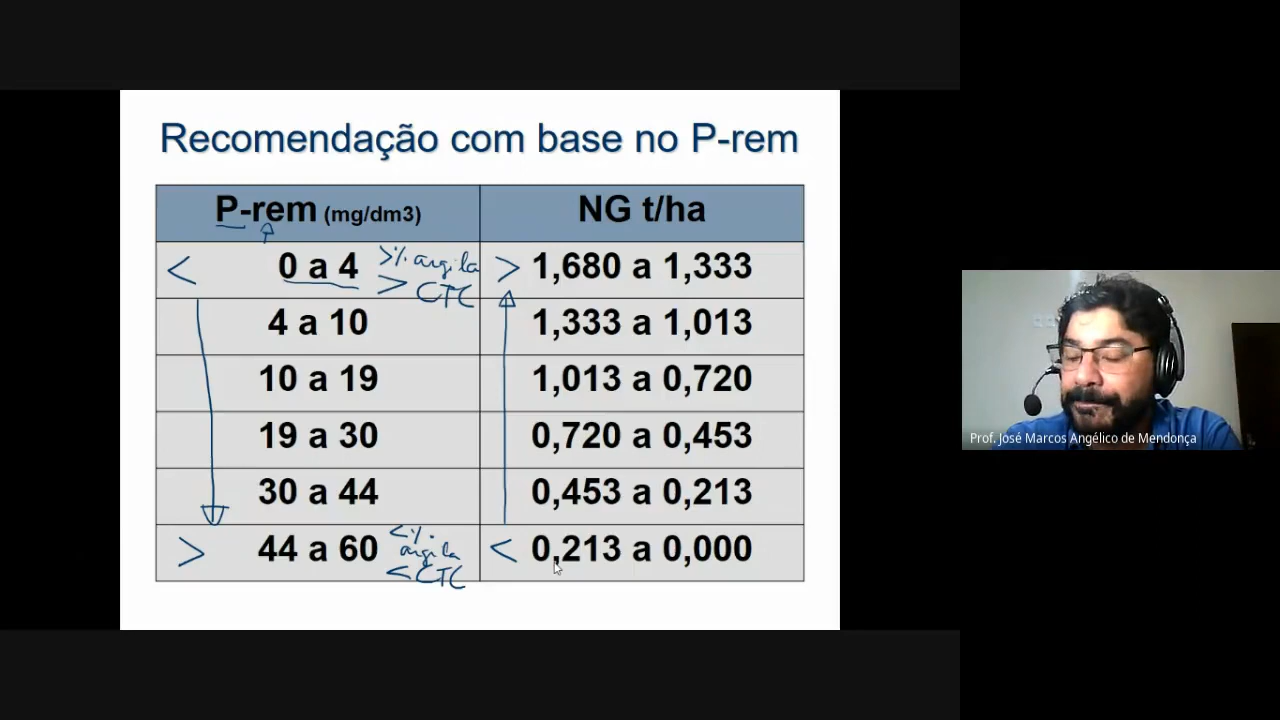 Recomendação com base no P-rem
P-rem (mg/dm3) NG t/ha
< 0 a 4 >% argila > CTC > 1,680 a 1,333
4 a 10 1,333 a 1,013
10 a 19 1,013 a 0,720
19 a 30 0,720 a 0,453
30 a 44 0,453 a 0,213
> 44 a 60 <% argila < CTC < 0,213 a 0,000
Prof. José Marcos Angélico de Mendonça